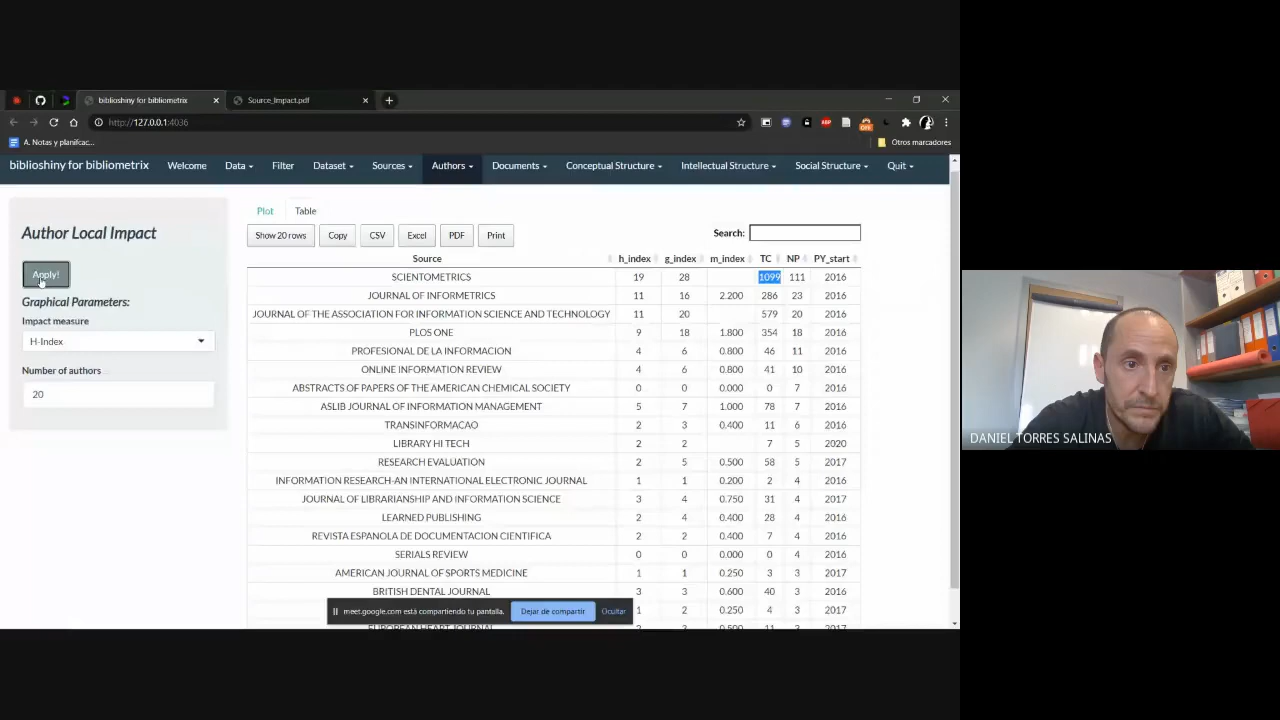 biblioshiny for bibliometrix
Source_Impact.pdf
http://127.0.0.1:4036
A. Notas y planifcac...
Otros marcadores
biblioshiny for bibliometrix Welcome Data Filter Dataset Sources Authors Documents Conceptual Structure Intellectual Structure Social Structure Quit
Author Local Impact
Apply!
Graphical Parameters:
Impact measure
H-Index
Number of authors
20
Plot Table
Show 20 rows Copy CSV Excel PDF Print Search:
Source h_index g_index m_index TC NP PY_start
SCIENTOMETRICS 19 28 1099 111 2016
JOURNAL OF INFORMETRICS 11 16 2.200 286 23 2016
JOURNAL OF THE ASSOCIATION FOR INFORMATION SCIENCE AND TECHNOLOGY 11 20 579 20 2016
PLOS ONE 9 18 1.800 354 18 2016
PROFESIONAL DE LA INFORMACION 4 6 0.800 46 11 2016
ONLINE INFORMATION REVIEW 4 6 0.800 41 10 2016
ABSTRACTS OF PAPERS OF THE AMERICAN CHEMICAL SOCIETY 0 0 0.000 0 7 2016
ASLIB JOURNAL OF INFORMATION MANAGEMENT 5 7 1.000 78 7 2016
TRANSINFORMACAO 2 3 0.400 11 6 2016
LIBRARY HI TECH 2 2 7 5 2020
RESEARCH EVALUATION 2 5 0.500 58 5 2017
INFORMATION RESEARCH-AN INTERNATIONAL ELECTRONIC JOURNAL 1 1 0.200 2 4 2016
JOURNAL OF LIBRARIANSHIP AND INFORMATION SCIENCE 3 4 0.750 31 4 2017
LEARNED PUBLISHING 2 4 0.400 28 4 2016
REVISTA ESPANOLA DE DOCUMENTACION CIENTIFICA 2 2 0.400 7 4 2016
SERIALS REVIEW 0 0 0.000 0 4 2016
AMERICAN JOURNAL OF SPORTS MEDICINE 1 1 0.250 3 3 2017
BRITISH DENTAL JOURNAL 3 3 0.600 40 3 2016
1 2 0.250 4 3 2017
meet.google.com está compartiendo tu pantalla. Dejar de compartir Ocultar
EUROPEAN HEART JOURNAL
DANIEL TORRES SALINAS